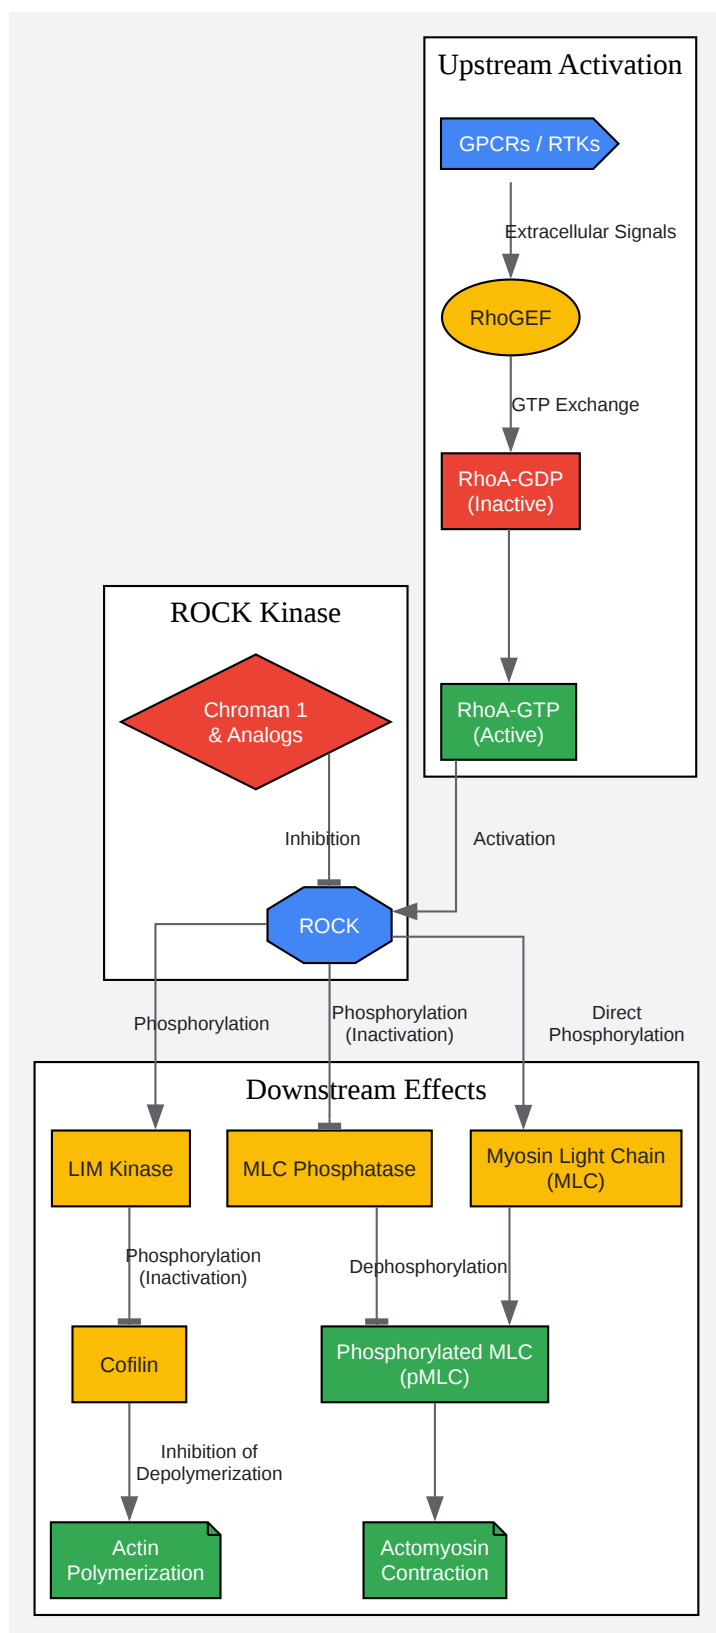 Upstream Activation
GPCRs / RTKs
Extracellular Signals
RhoGEF
GTP Exchange
RhoA-GDP
(Inactive)
ROCK Kinase
Chroman 1
& Analogs
RhoA-GTP
(Active)
Inhibition
Activation
ROCK
Phosphorylation
Phosphorylation
(Inactivation)
Direct
Phosphorylation
Downstream Effects
LIM Kinase
MLC Phosphatase
Myosin Light Chain
(MLC)
Phosphorylation
(Inactivation)
Dephosphorylation
Cofilin
Phosphorylated MLC
(pMLC)
Inhibition of
Depolymerization
Actin
Polymerization
Actomyosin
Contraction